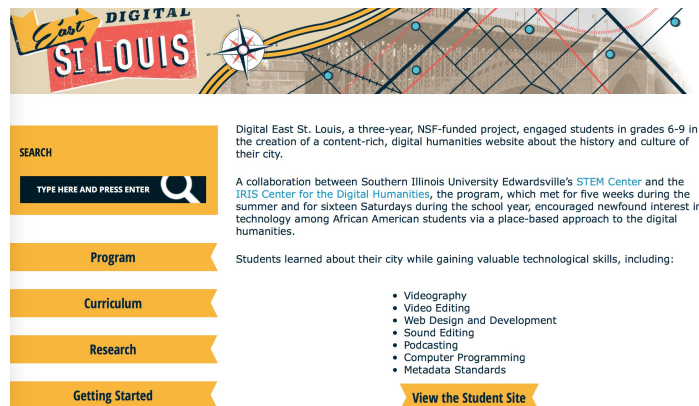 DIGITAL
East
ST LOUIS
SEARCH
TYPE HERE AND PRESS ENTER
Program
Curriculum
Research
Getting Started
Digital East St. Louis, a three-year, NSF-funded project, engaged students in grades 6-9 in
the creation of a content-rich, digital humanities website about the history and culture of
their city.
A collaboration between Southern Illinois University Edwardsville's STEM Center and the
IRIS Center for the Digital Humanities, the program, which met for five weeks during the
summer and for sixteen Saturdays during the school year, encouraged newfound interest in
technology among African American students via a place-based approach to the digital
humanities.
Students learned about their city while gaining valuable technological skills, including:
• Videography
• Video Editing
• Web Design and Development
• Sound Editing
• Podcasting
• Computer Programming
• Metadata Standards
View the Student Site